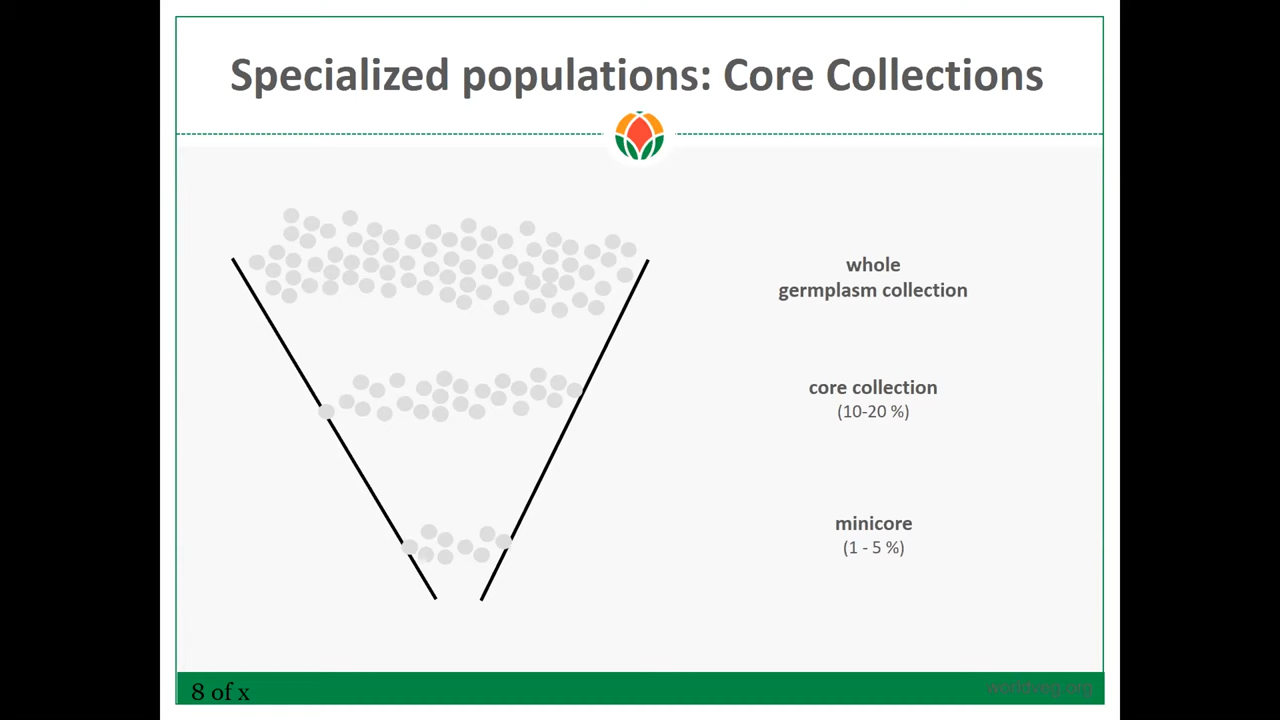 Specialized populations: Core Collections
whole
germplasm collection
core collection
(10-20 %)
minicore
(1 - 5 %)
8 of x
worldveg.org